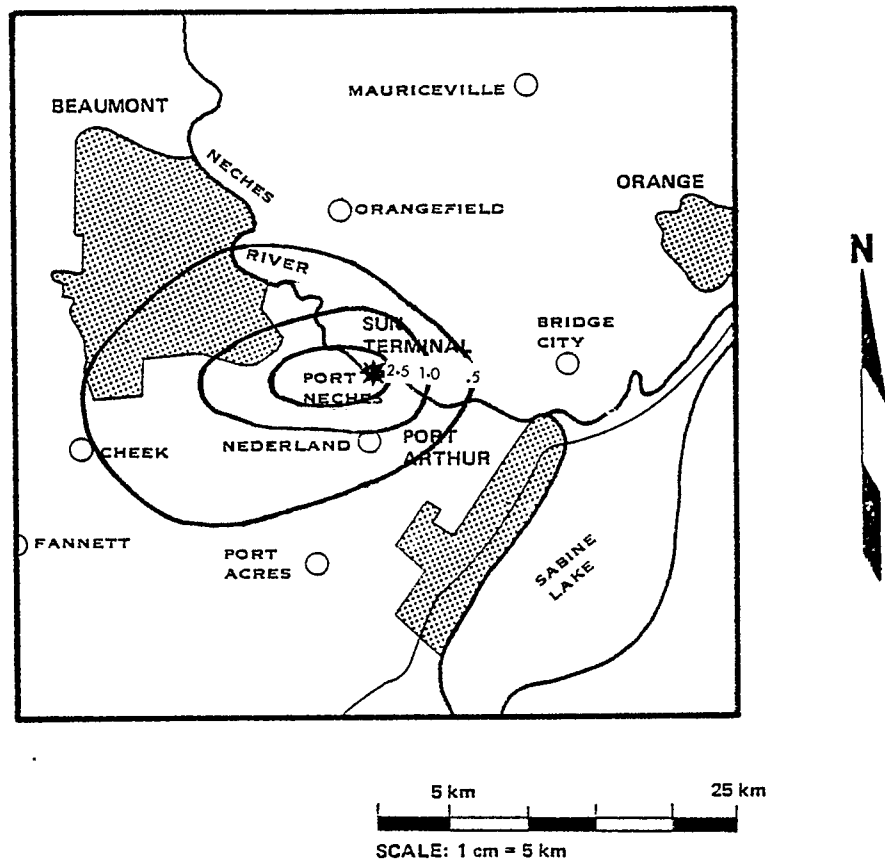 MAURICEVILLE
BEAUMONT
NECHES
ORANGE
ORANGEFIELD
RIVER
N
SUN
TERMINAL
BRIDGE
CITY
2.5 1.0 .5
PORT
NECHES
NEDERLAND
PORT
ARTHUR
CHEEK
FANNETT
PORT
ACRES
SABINE
LAKE
5 km 25 km
SCALE: 1 cm = 5 km